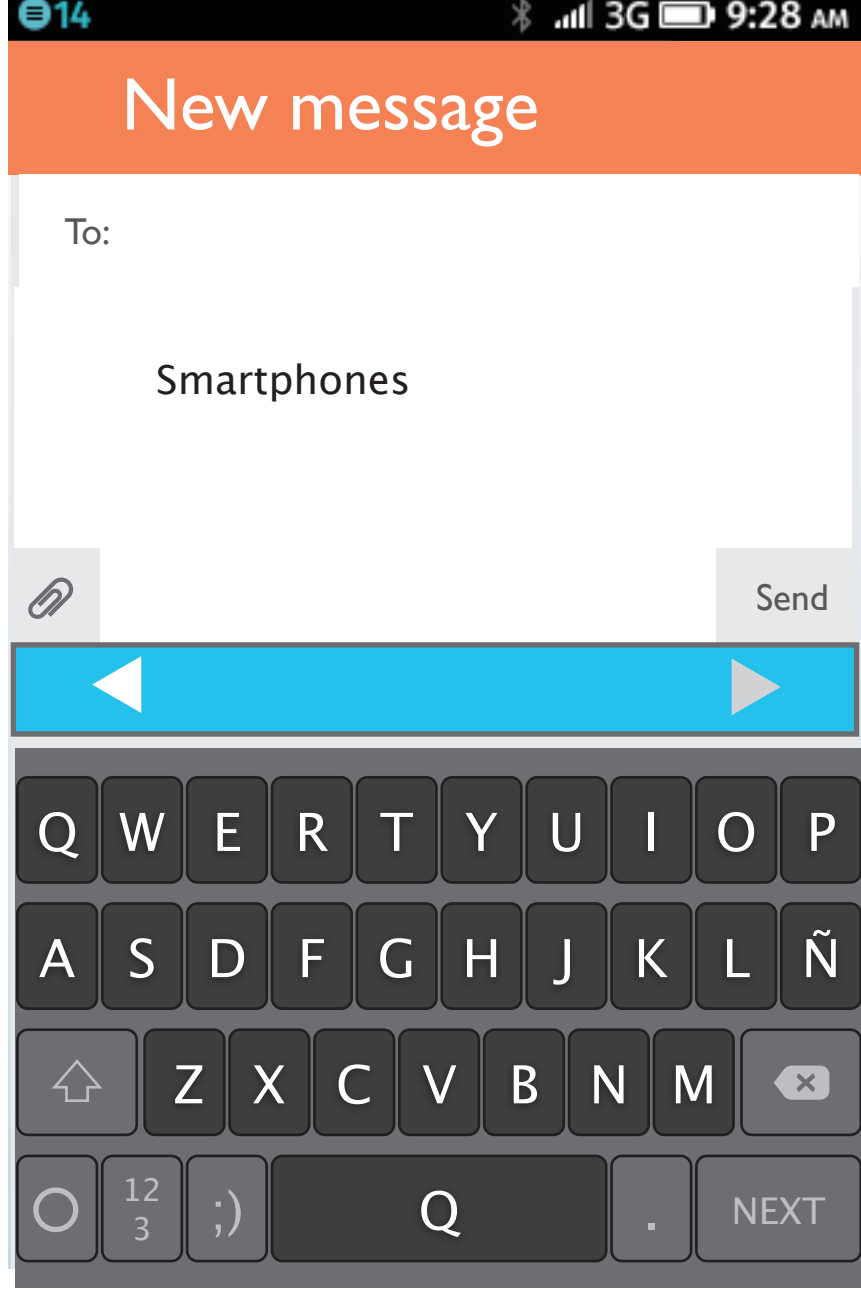 14 3G 9:28 AM
New message
To:
Smartphones
Send
Q W E R T Y U I O P
A S D F G H J K L Ñ
Z X C V B N M
12
3
;) Q . NEXT